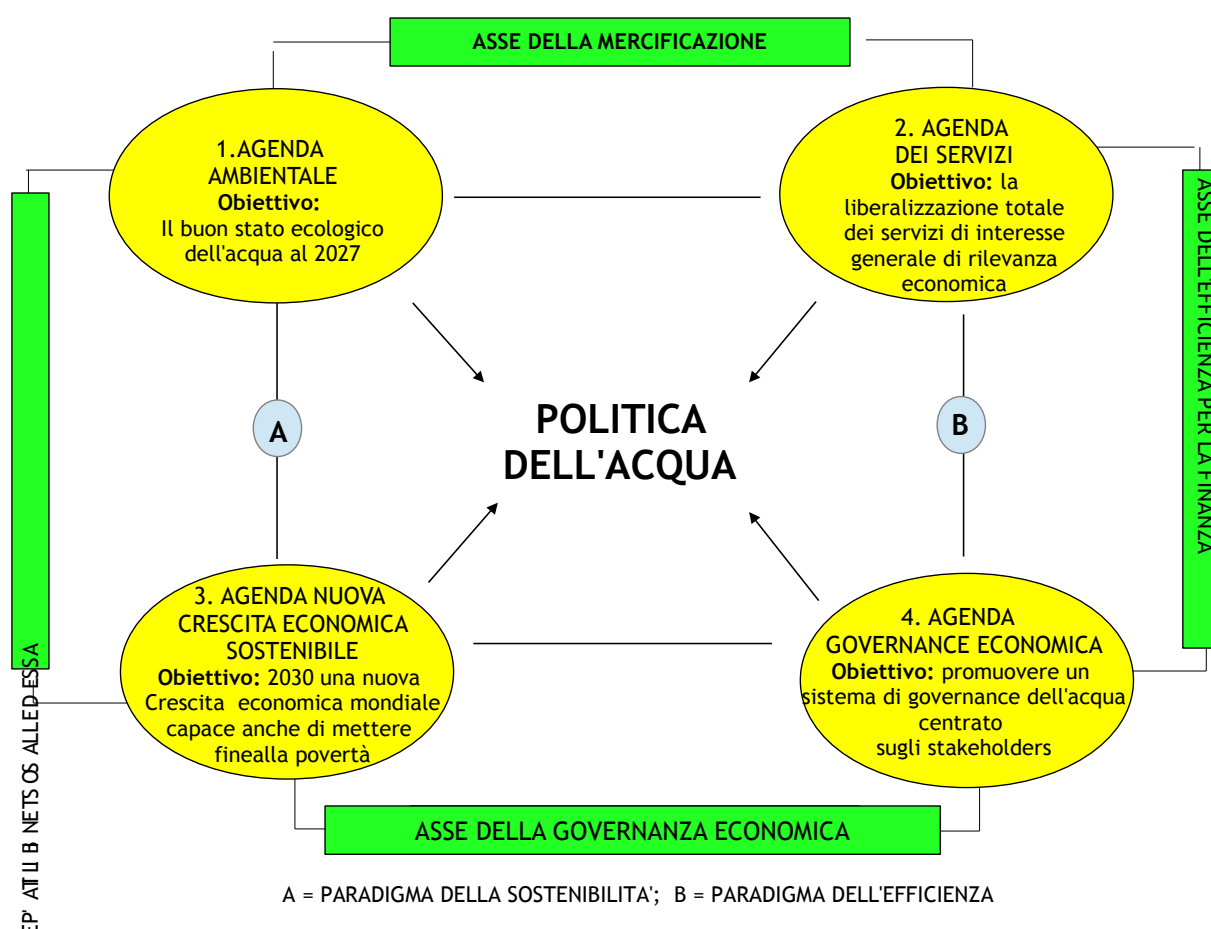 ASSE DELLA MERCIFICAZIONE
1.AGENDA
AMBIENTALE
Obiettivo:
Il buon stato ecologico
dell'acqua al 2027
2. AGENDA
DEI SERVIZI
Obiettivo: la
liberalizzazione totale
dei servizi di interesse
generale di rilevanza
economica
ASSE DELL'EFFICIENZA PER LA FINANZA
A
POLITICA
DELL'ACQUA
B
3. AGENDA NUOVA
CRESCITA ECONOMICA
SOSTENIBILE
Obiettivo: 2030 una nuova
Crescita economica mondiale
capace anche di mettere
finealla povertà
4. AGENDA
GOVERNANCE ECONOMICA
Obiettivo: promuovere un
sistema di governance dell'acqua
centrato
sugli stakeholders
ASSE DELLA GOVERNANZA ECONOMICA
A = PARADIGMA DELLA SOSTENIBILITA'; B = PARADIGMA DELL'EFFICIENZA